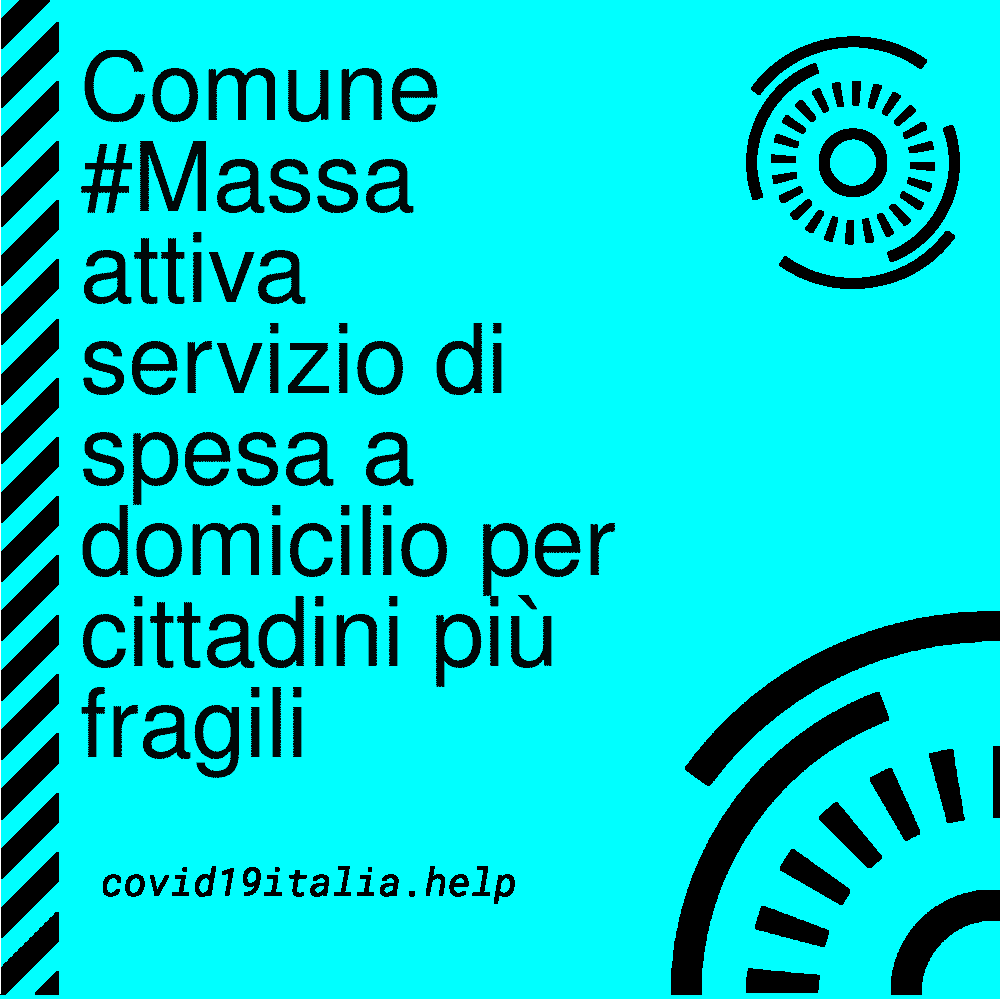 Comune
#Massa
attiva
servizio di
spesa a
domicilio per
cittadini più
fragili
covid19italia.help